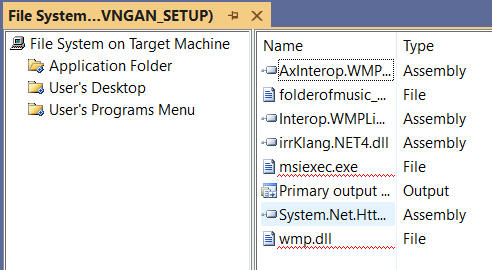 File System...VNGAN_SETUP)
File System on Target Machine
Application Folder
User's Desktop
User's Programs Menu
Name Type
AxInterop.WMP... Assembly
folderofmusic_... File
Interop.WMPLi... Assembly
irrKlang.NET4.dll Assembly
msiexec.exe File
Primary output ... Output
System.Net.Htt... Assembly
wmp.dll File